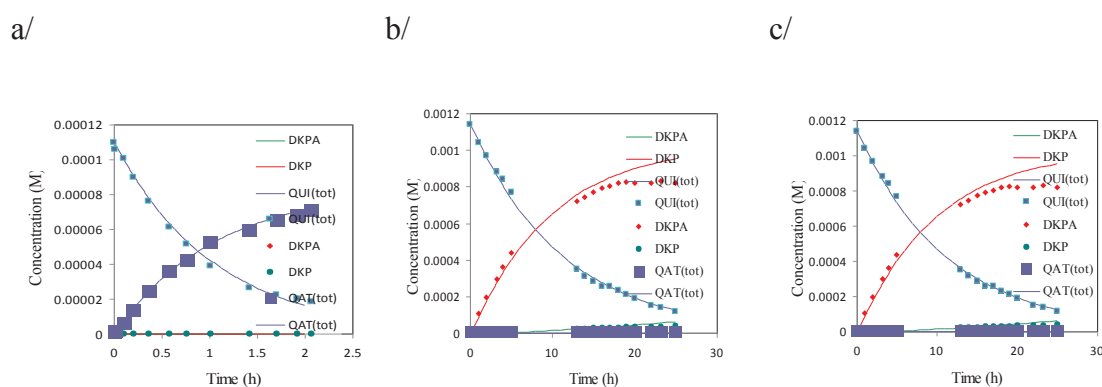 a/
b/
c/
Concentration (M)
0.00012
0.0001
0.00008
0.00006
0.00004
0.00002
0
0
0.5
1
1.5
2
2.5
Time (h)
DKPA
DKP
QUI(tot)
QUI(tot)
DKPA
DKP
QAT(tot)
QAT(tot)
Concentration (M)
0.0012
0.001
0.0008
0.0006
0.0004
0.0002
0
0
10
20
30
Time (h)
DKPA
DKP
QUI(tot)
QUI(tot)
DKPA
DKP
QAT(tot)
QAT(tot)
Concentration (M)
0.0012
0.001
0.0008
0.0006
0.0004
0.0002
0
0
10
20
30
Time (h)
DKPA
DKP
QUI(tot)
QUI(tot)
DKPA
DKP
QAT(tot)
QAT(tot)